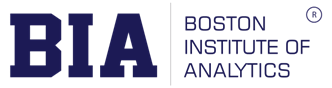 BIA
BOSTON
INSTITUTE OF
ANALYTICS
®